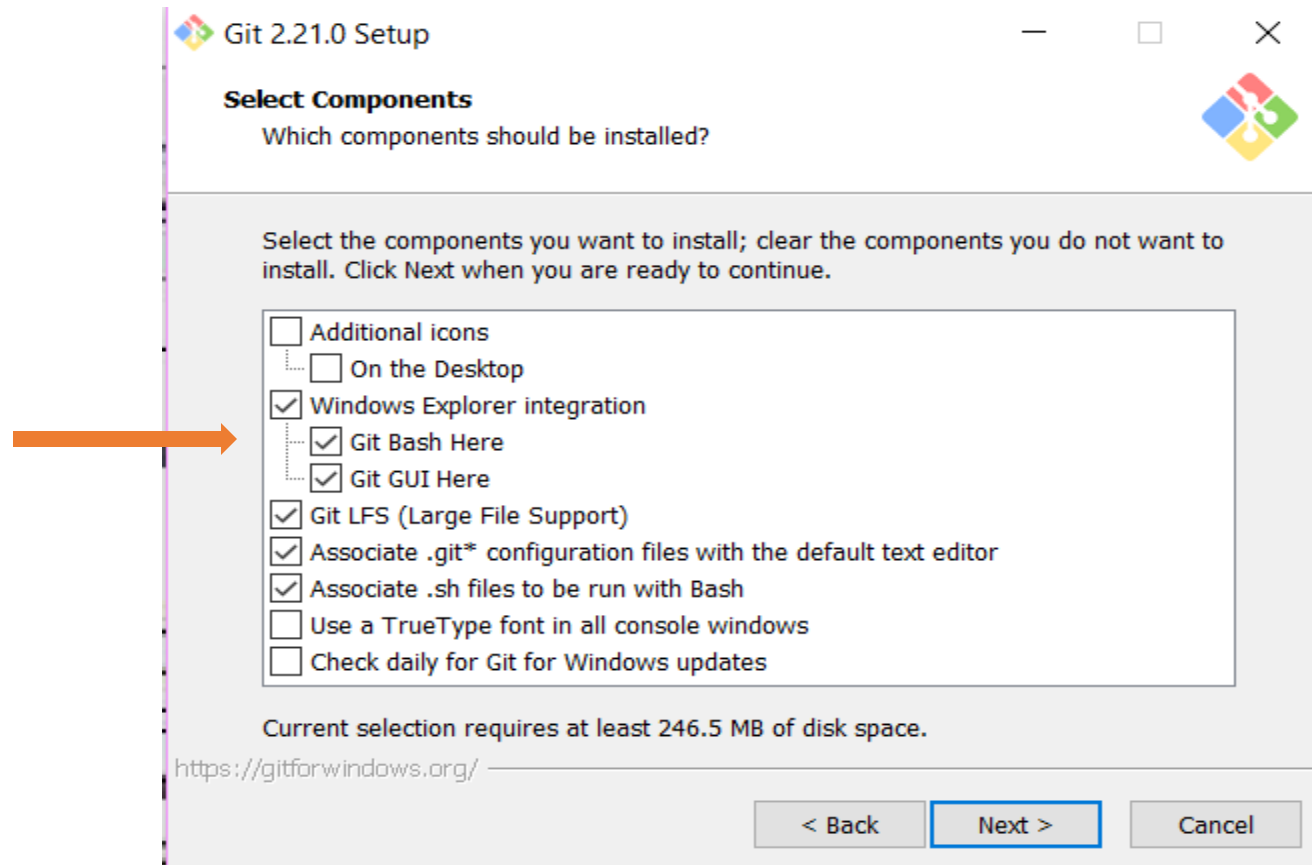 Git 2.21.0 Setup
Select Components
Which components should be installed?
Select the components you want to install; clear the components you do not want to
install. Click Next when you are ready to continue.
Additional icons
On the Desktop
Windows Explorer integration
Git Bash Here
Git GUI Here
Git LFS (Large File Support)
Associate .git* configuration files with the default text editor
Associate .sh files to be run with Bash
Use a TrueType font in all console windows
Check daily for Git for Windows updates
Current selection requires at least 246.5 MB of disk space.
https://gitforwindows.org/
< Back Next > Cancel